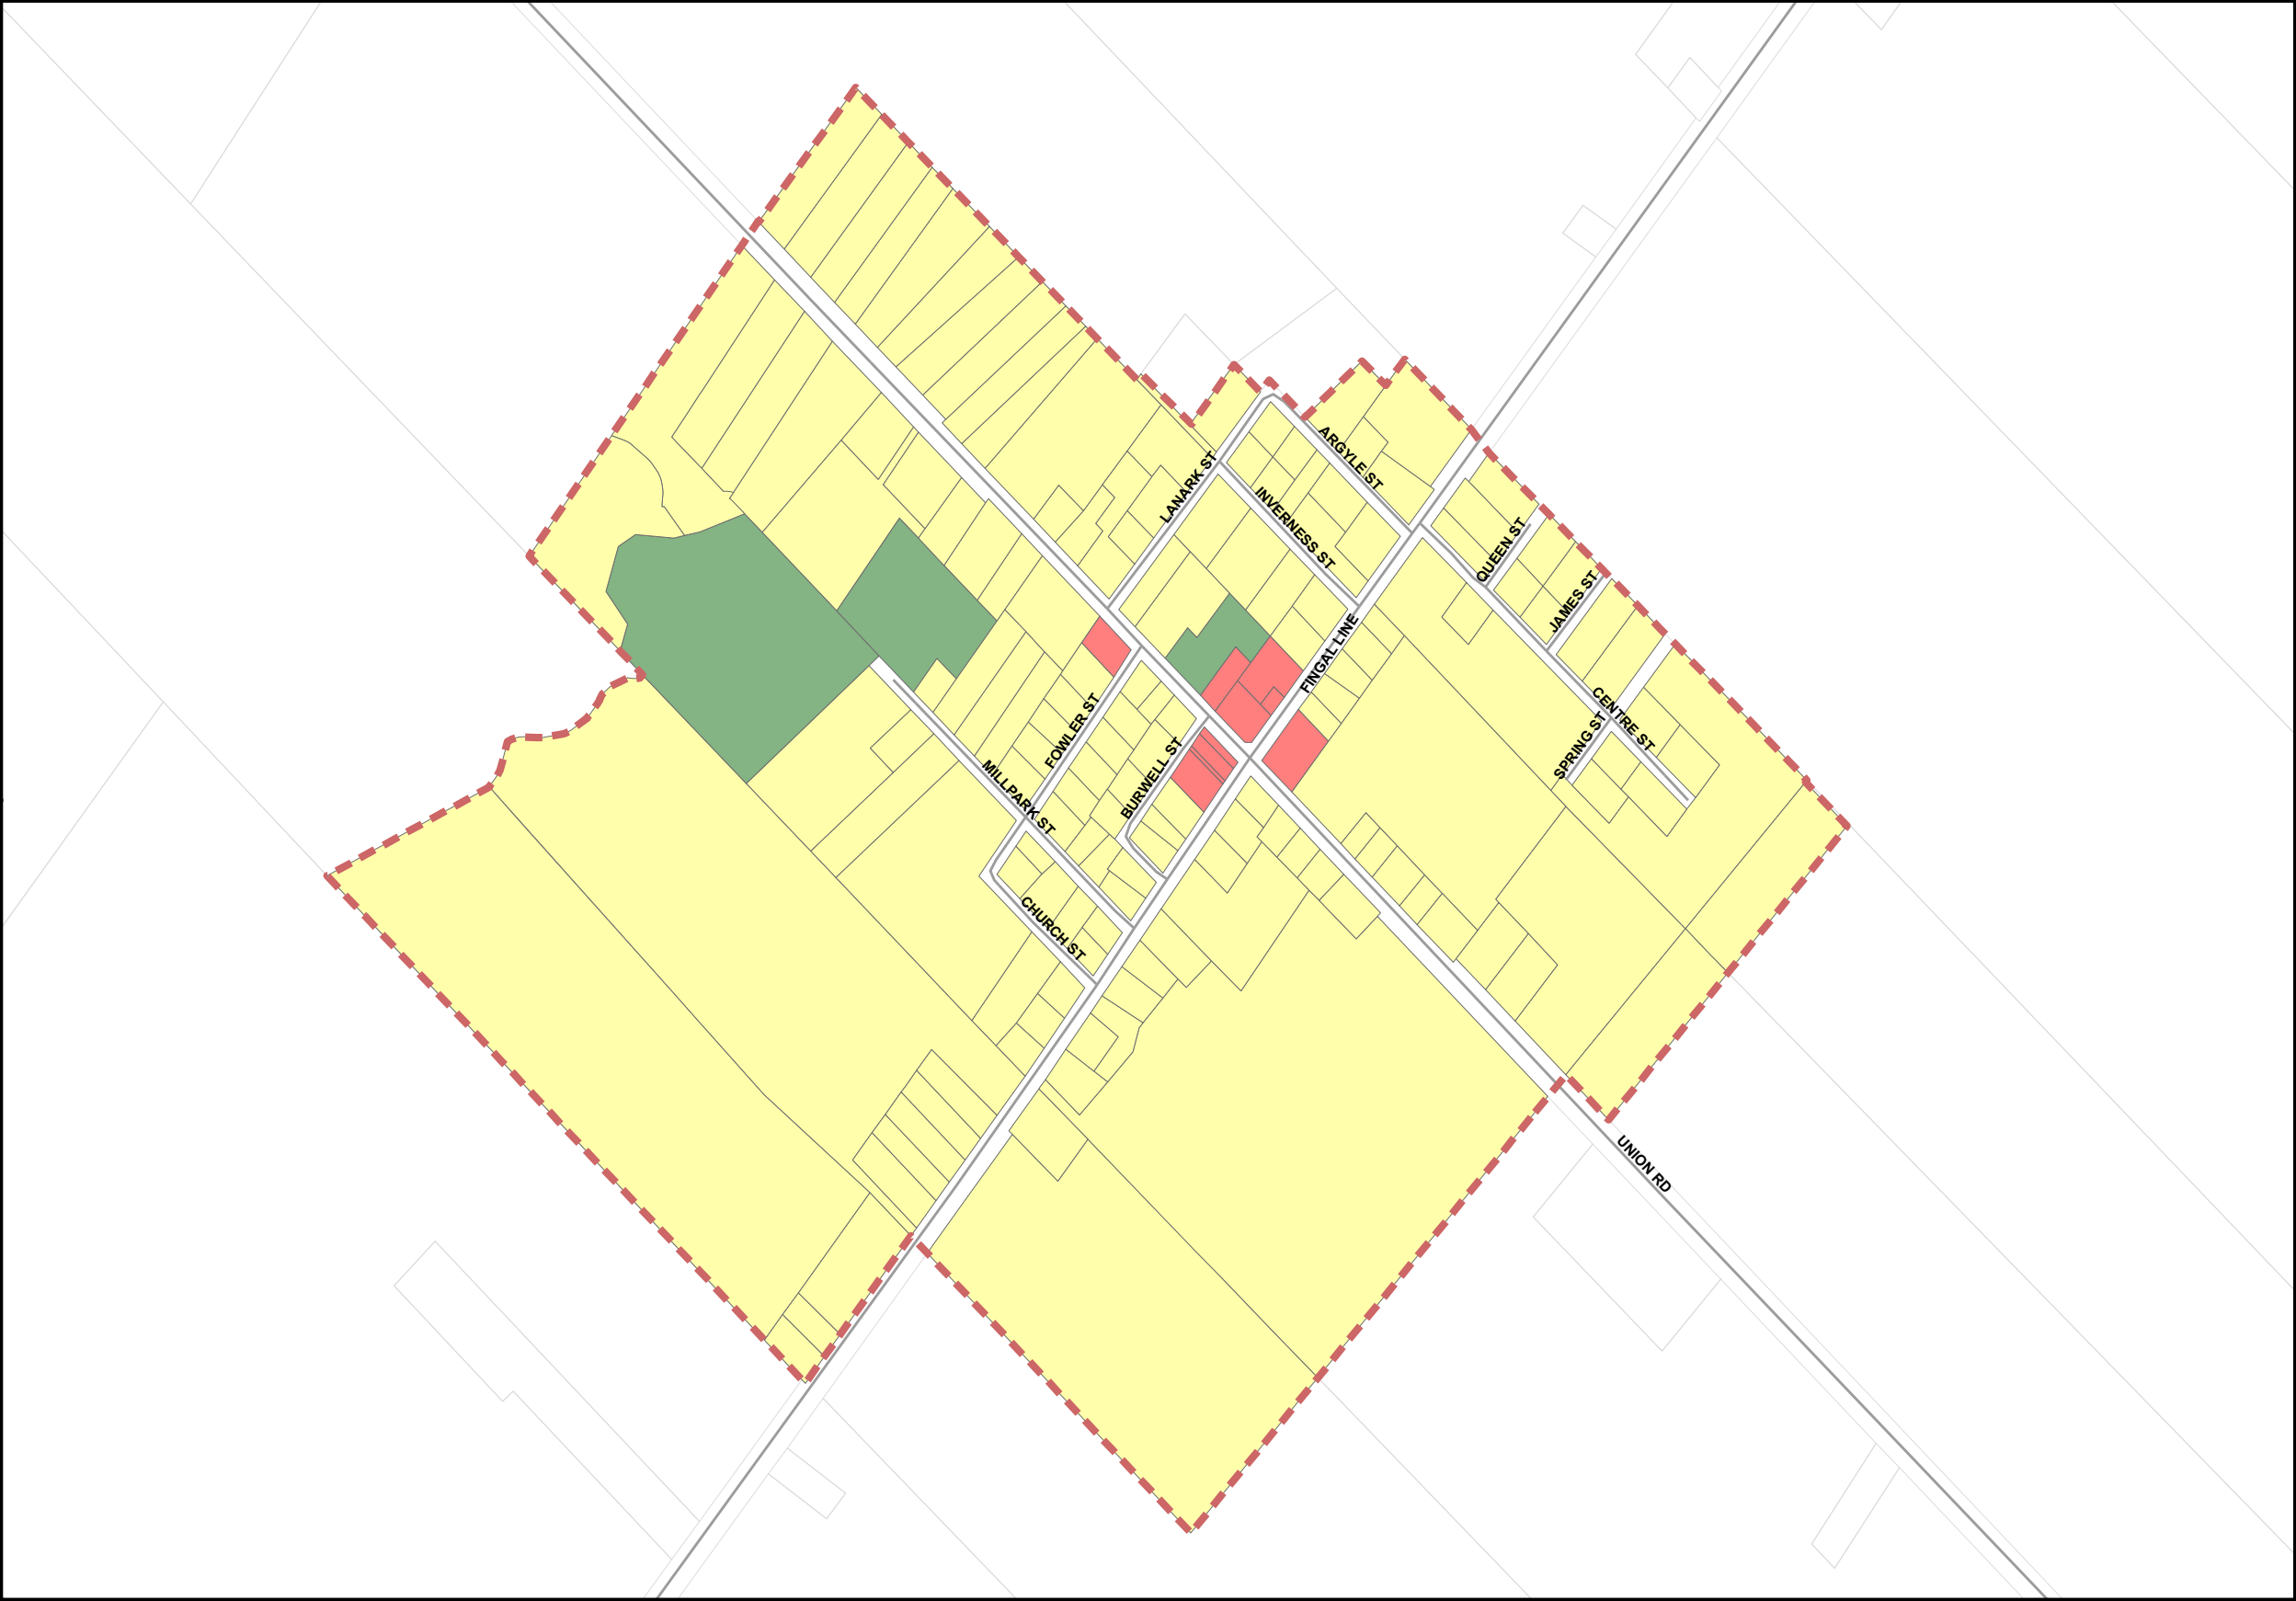 ARGYLE ST
LANARK ST
INVERNESS ST
QUEEN ST
JAMES ST
FINGAL LINE
CENTRE ST
FOWLER ST
SPRING ST
BURWELL ST
MILLPARK ST
CHURCH ST
UNION RD